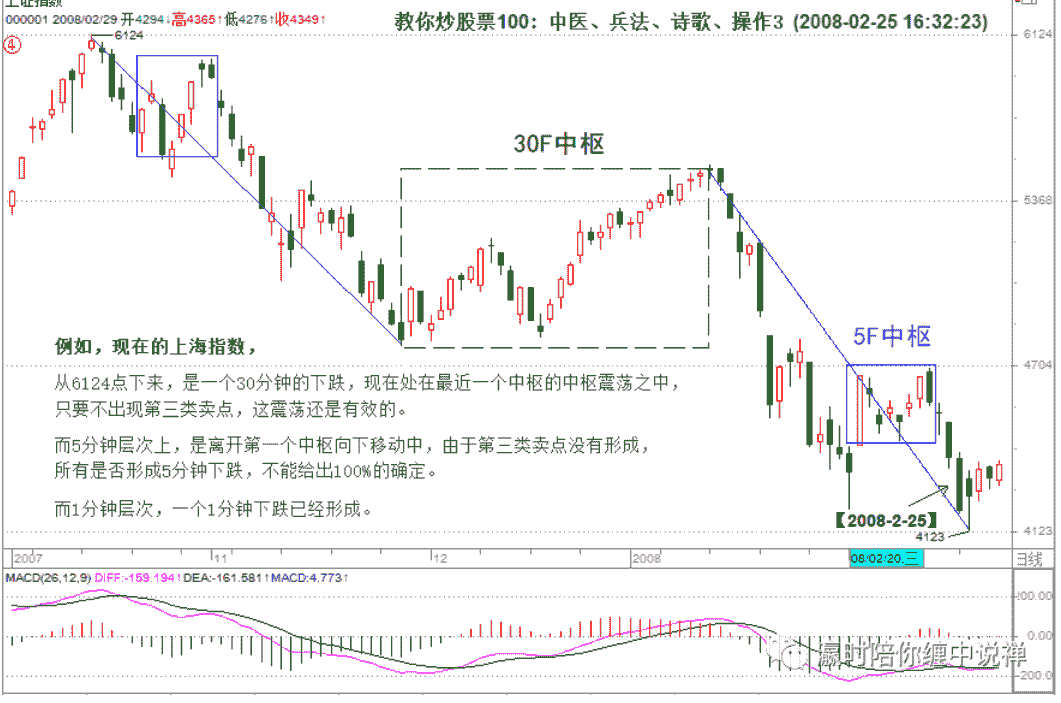 上证指数
000001 2008/02/29 开4294↓高4365↑低4276↑收4349↑
教你炒股票100：中医、兵法、诗歌、操作3 (2008-02-25 16:32:23)
④
6124
6124
30F中枢
5368
5F中枢
4704
例如，现在的上海指数，
从6124点下来，是一个30分钟的下跌，现在处在最近一个中枢的中枢震荡之中，
只要不出现第三类卖点，这震荡还是有效的。
而5分钟层次上，是离开第一个中枢向下移动中，由于第三类卖点没有形成，
所有是否形成5分钟下跌，不能给出100%的确定。
而1分钟层次，一个1分钟下跌已经形成。
【2008-2-25】
4123
4123
2007
11
12
2008
08/02/20,三
日线
MACD(26,12,9) DIFF:-159.194↑DEA:-161.581↑MACD:4.773↑
200.00
0.00
-200.00
瀛时陪你缠中说禅